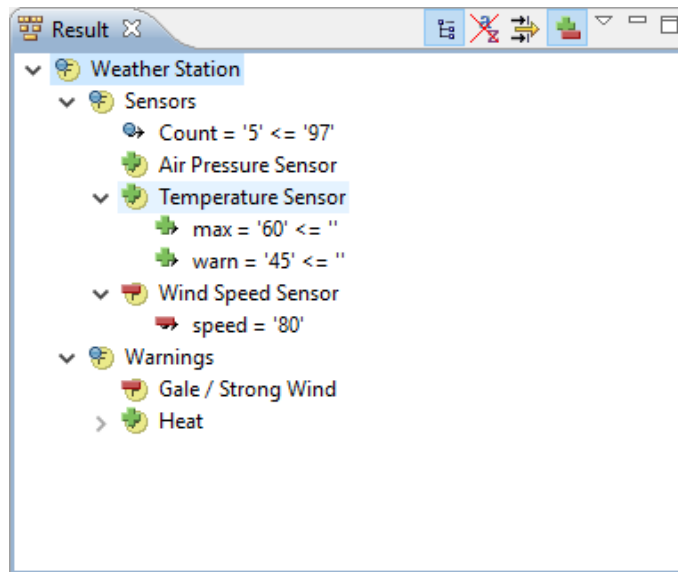 Result
Weather Station
Sensors
Count = '5' <= '97'
Air Pressure Sensor
Temperature Sensor
max = '60' <= ''
warn = '45' <= ''
Wind Speed Sensor
speed = '80'
Warnings
Gale / Strong Wind
Heat